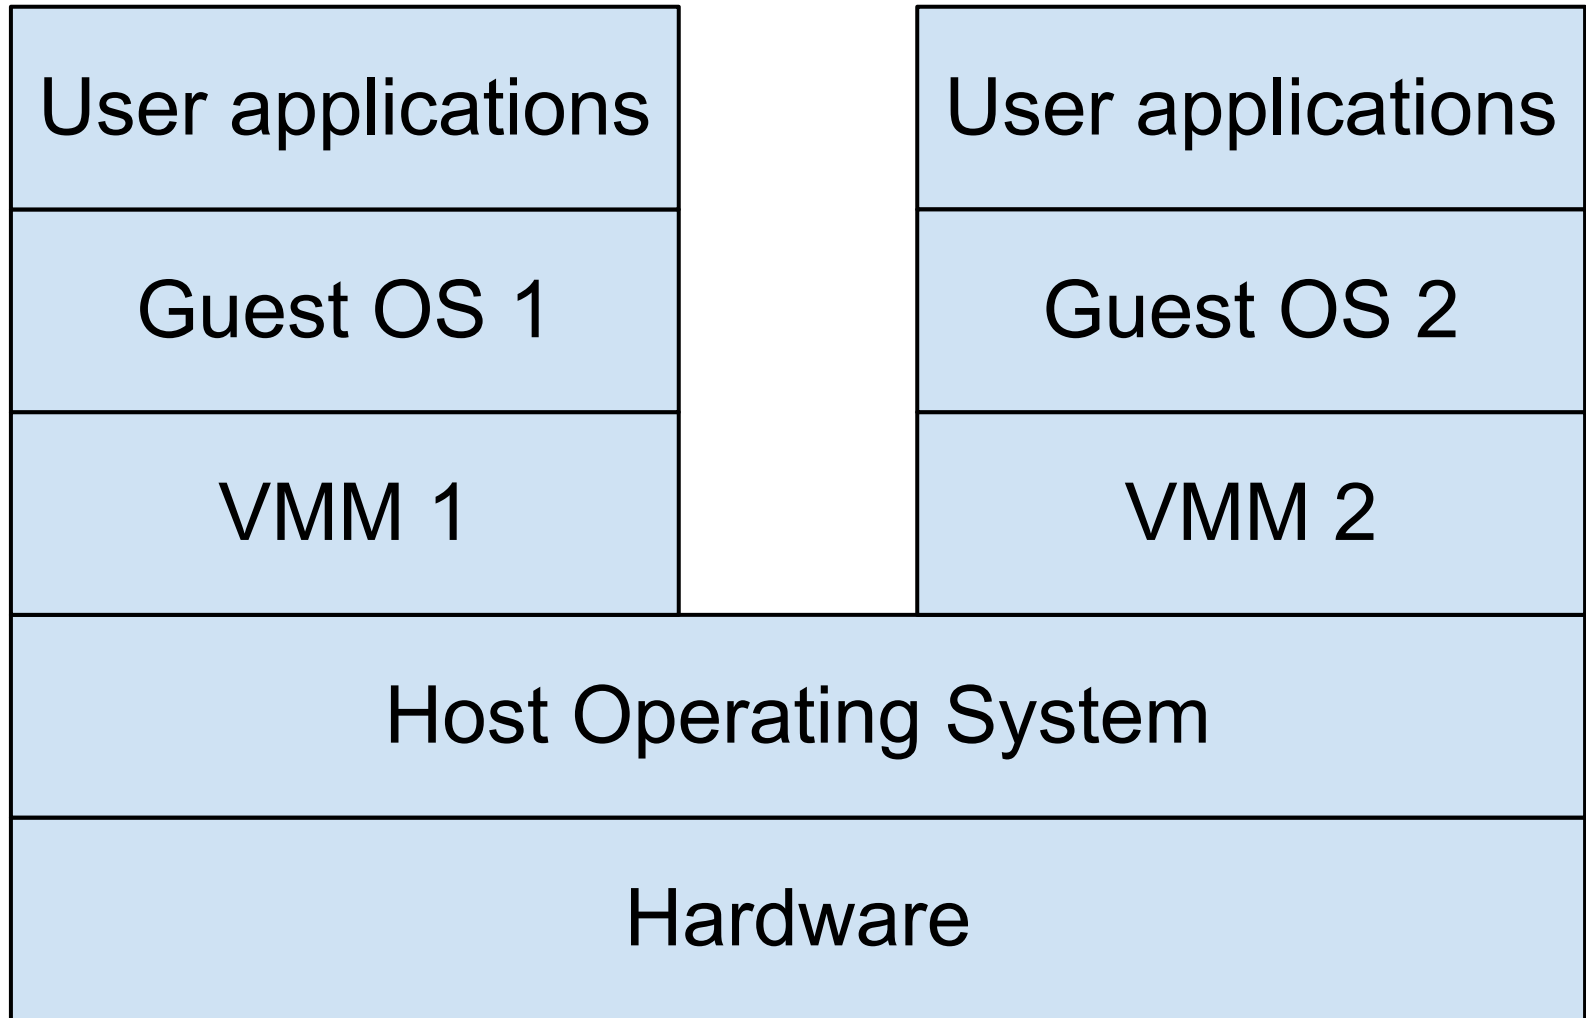 User applications
User applications
Guest OS 1
Guest OS 2
VMM 1
VMM 2
Host Operating System
Hardware